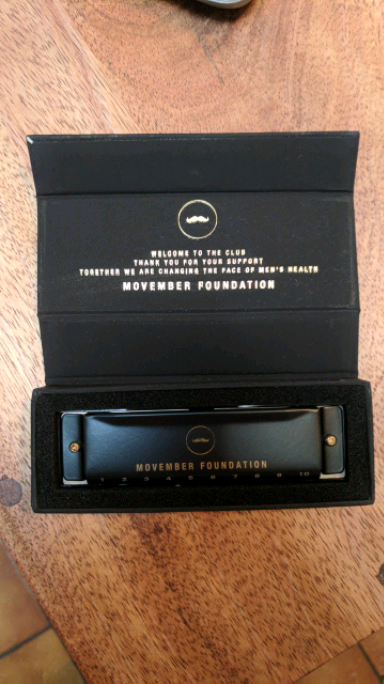 WELCOME TO THE CLUB
THANK YOU FOR YOUR SUPPORT
TOGETHER WE ARE CHANGING THE FACE OF MEN'S HEALTH
MOVEMBER FOUNDATION
MOVEMBER FOUNDATION
1 2 3 4 5 6 7 8 9 10